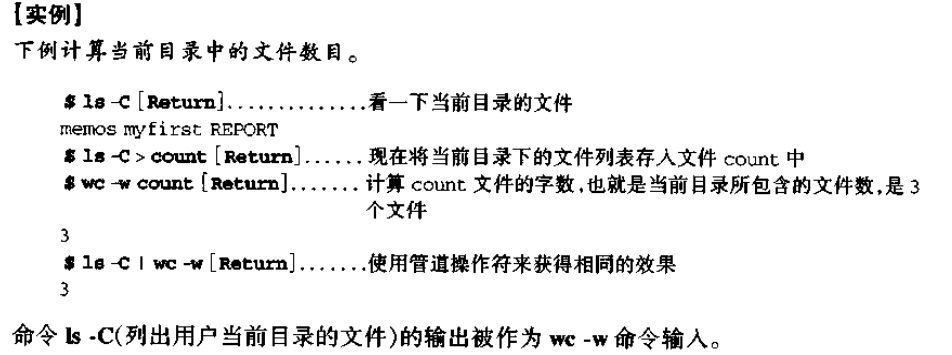 【实例】
下例计算当前目录中的文件数目。
$ ls -C [Return]..............看一下当前目录的文件
memos myfirst REPORT
$ ls -C > count [Return]......现在将当前目录下的文件列表存入文件 count 中
$ wc -w count [Return].......计算 count 文件的字数,也就是当前目录所包含的文件数,是 3
个文件
3
$ ls -C | wc -w [Return].......使用管道操作符来获得相同的效果
3
命令 ls -C(列出用户当前目录的文件)的输出被作为 wc -w 命令输入。